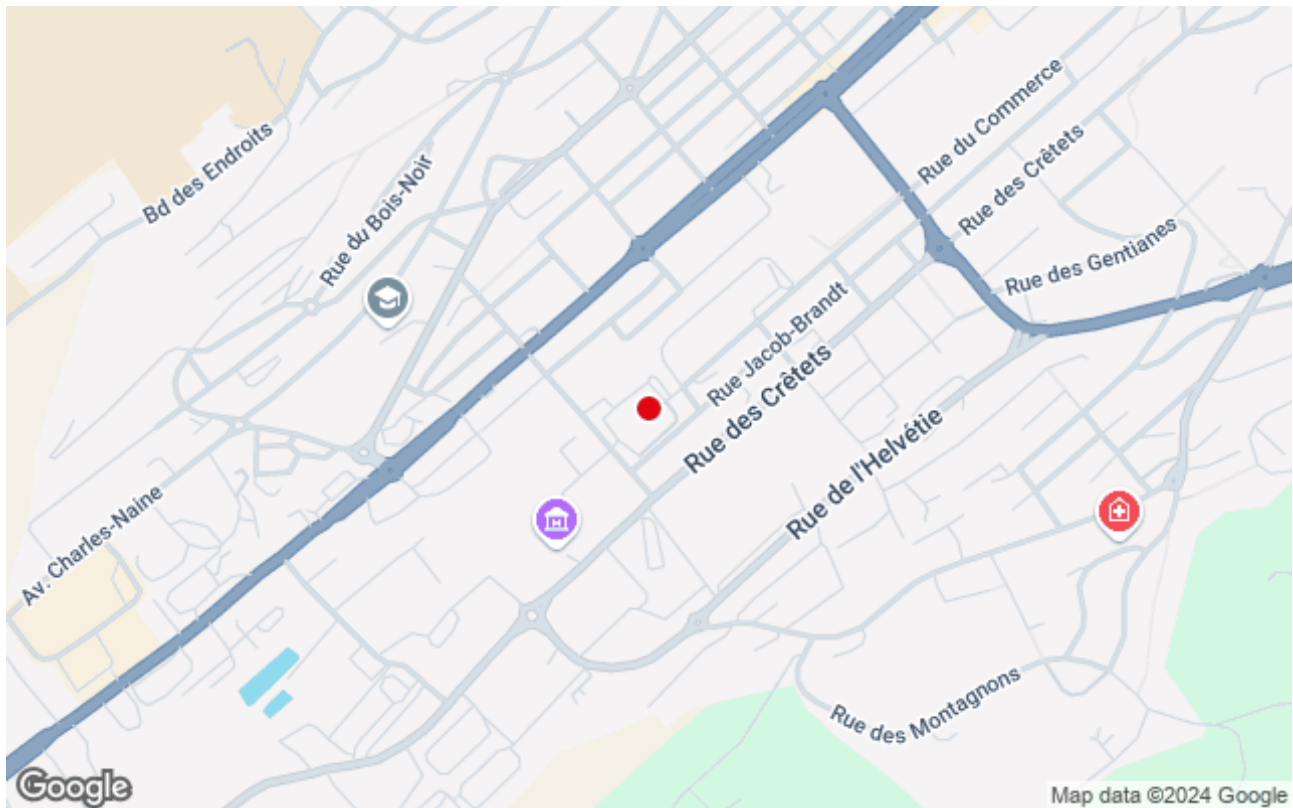 Bd des Endroits
Rue du Bois-Noir
Rue du Commerce
Rue des Crêtets
Rue des Gentianes
Rue Jacob-Brandt
Rue des Crêtets
Rue de l'Helvétie
Av. Charles-Naine
Rue des Montagnons
Google
Map data ©2024 Google